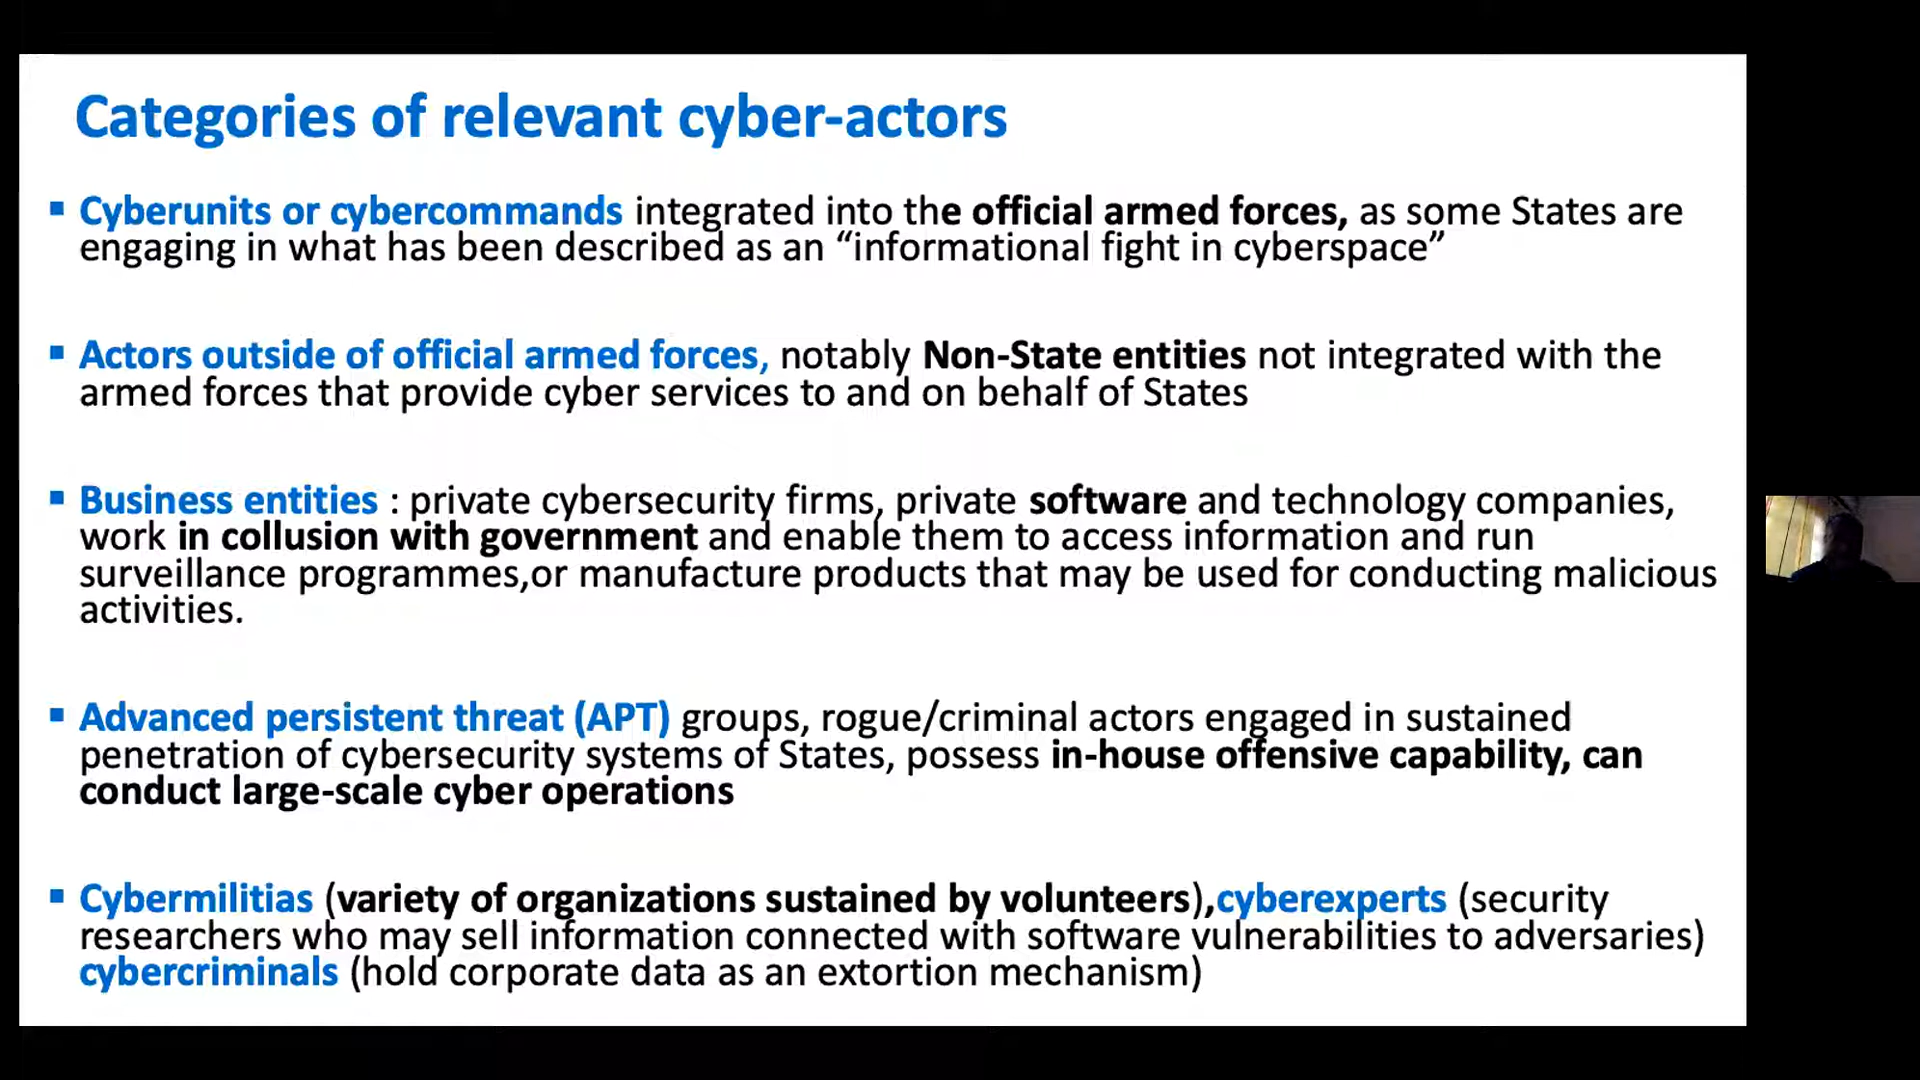 Categories of relevant cyber-actors
▪ Cyberunits or cybercommands integrated into the official armed forces, as some States are
engaging in what has been described as an “informational fight in cyberspace”
▪ Actors outside of official armed forces, notably Non-State entities not integrated with the
armed forces that provide cyber services to and on behalf of States
▪ Business entities : private cybersecurity firms, private software and technology companies,
work in collusion with government and enable them to access information and run
surveillance programmes,or manufacture products that may be used for conducting malicious
activities.
▪ Advanced persistent threat (APT) groups, rogue/criminal actors engaged in sustained
penetration of cybersecurity systems of States, possess in-house offensive capability, can
conduct large-scale cyber operations
▪ Cybermilitias (variety of organizations sustained by volunteers),cyberexperts (security
researchers who may sell information connected with software vulnerabilities to adversaries)
cybercriminals (hold corporate data as an extortion mechanism)